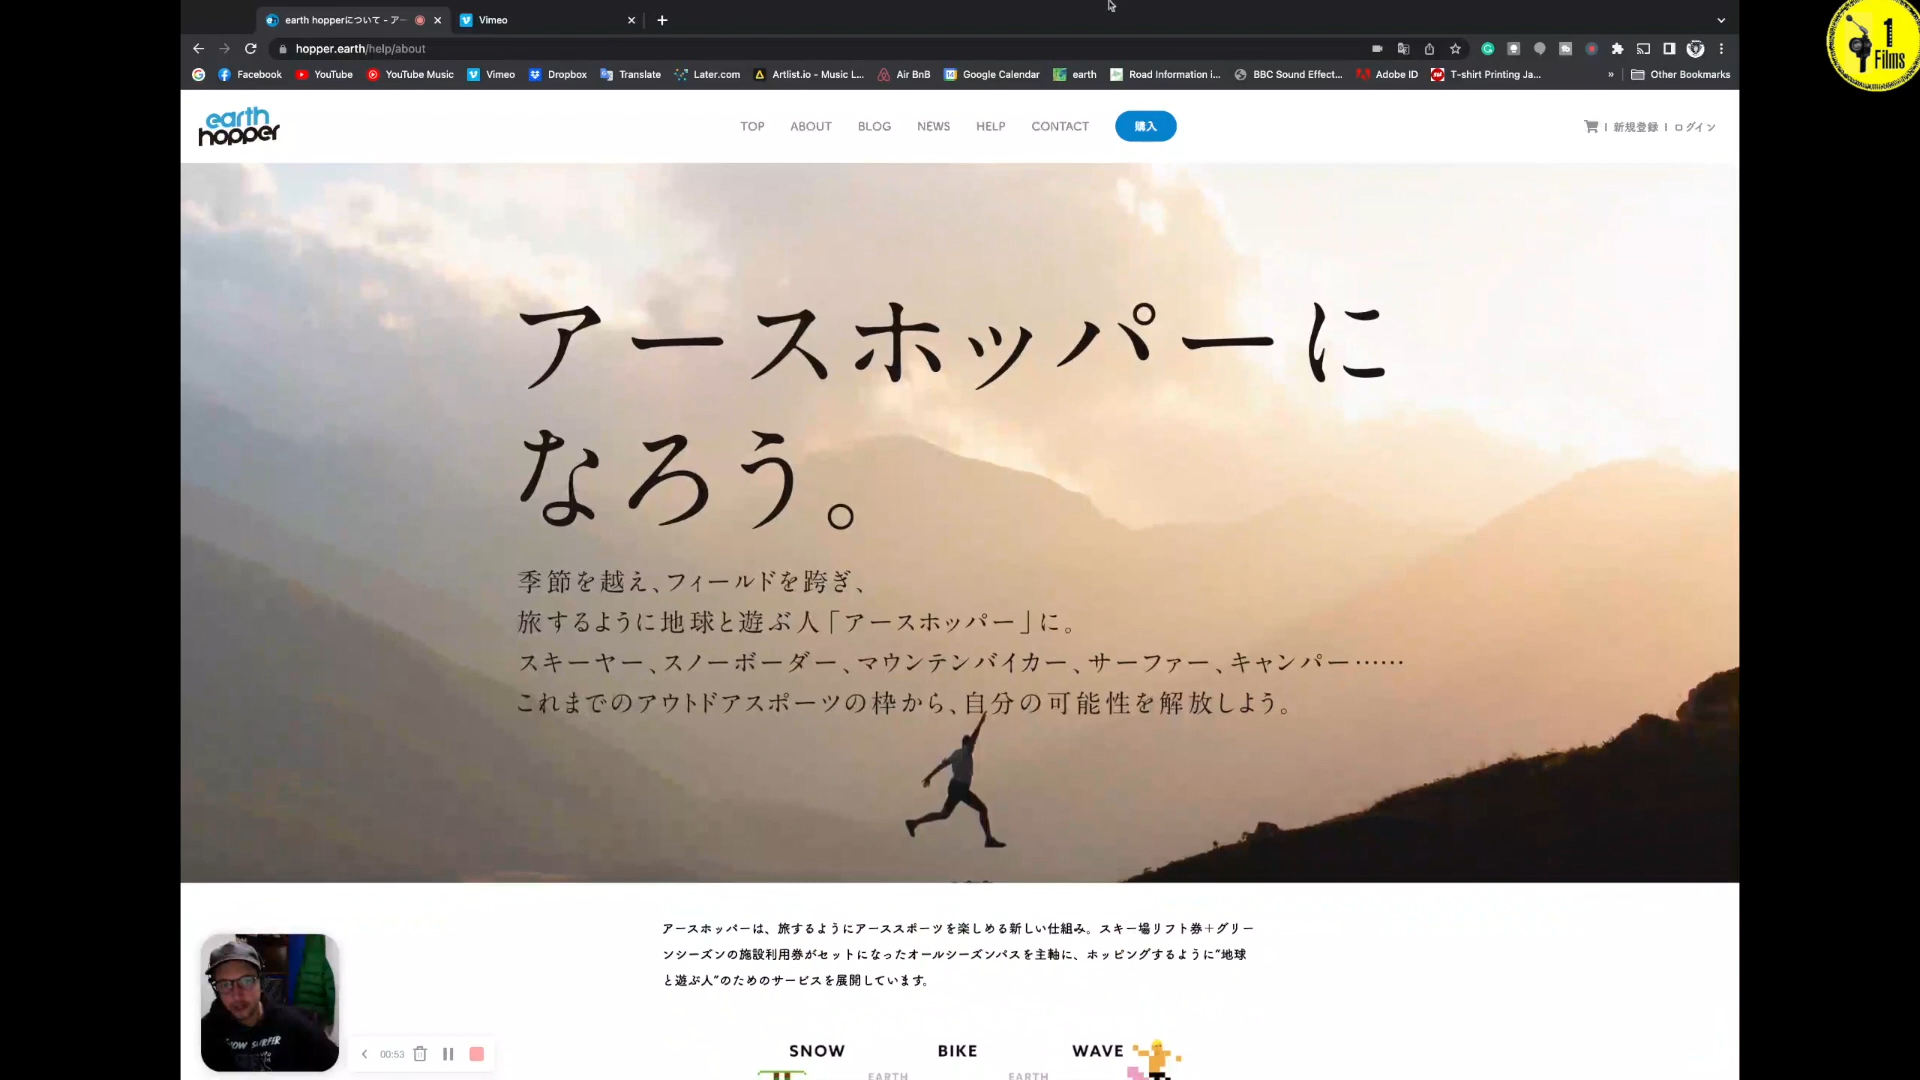 earth hopperについて - アー
Vimeo
hopper.earth/help/about
Facebook YouTube YouTube Music Vimeo Dropbox Translate Later.com Artlist.io - Music L... Air BnB Google Calendar earth Road Information i... BBC Sound Effect... Adobe ID T-shirt Printing Ja... » Other Bookmarks
1
Films
earth
hopper
TOP ABOUT BLOG NEWS HELP CONTACT 購入 | 新規登録 | ログイン
アースホッパーに
なろう。
季節を越え、フィールドを跨ぎ、
旅するように地球と遊ぶ人「アースホッパー」に。
スキーヤー、スノーボーダー、マウンテンバイカー、サーファー、キャンパー……
これまでのアウトドアスポーツの枠から、自分の可能性を解放しよう。
アースホッパーは、旅するようにアーススポーツを楽しめる新しい仕組み。スキー場リフト券＋グリー
ンシーズンの施設利用券がセットになったオールシーズンパスを主軸に、ホッピングするように“地球
と遊ぶ人”のためのサービスを展開しています。
SNOW BIKE WAVE
EARTH EARTH
00:53